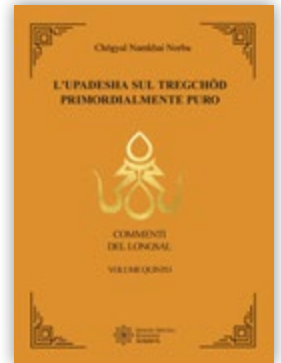 Chögyal Namkhai Norbu
L'UPADESHA SUL TREGCHÖD
PRIMORDIALMENTE PURO
COMMENTI
DEL LONGSAL
VOLUME QUINTO